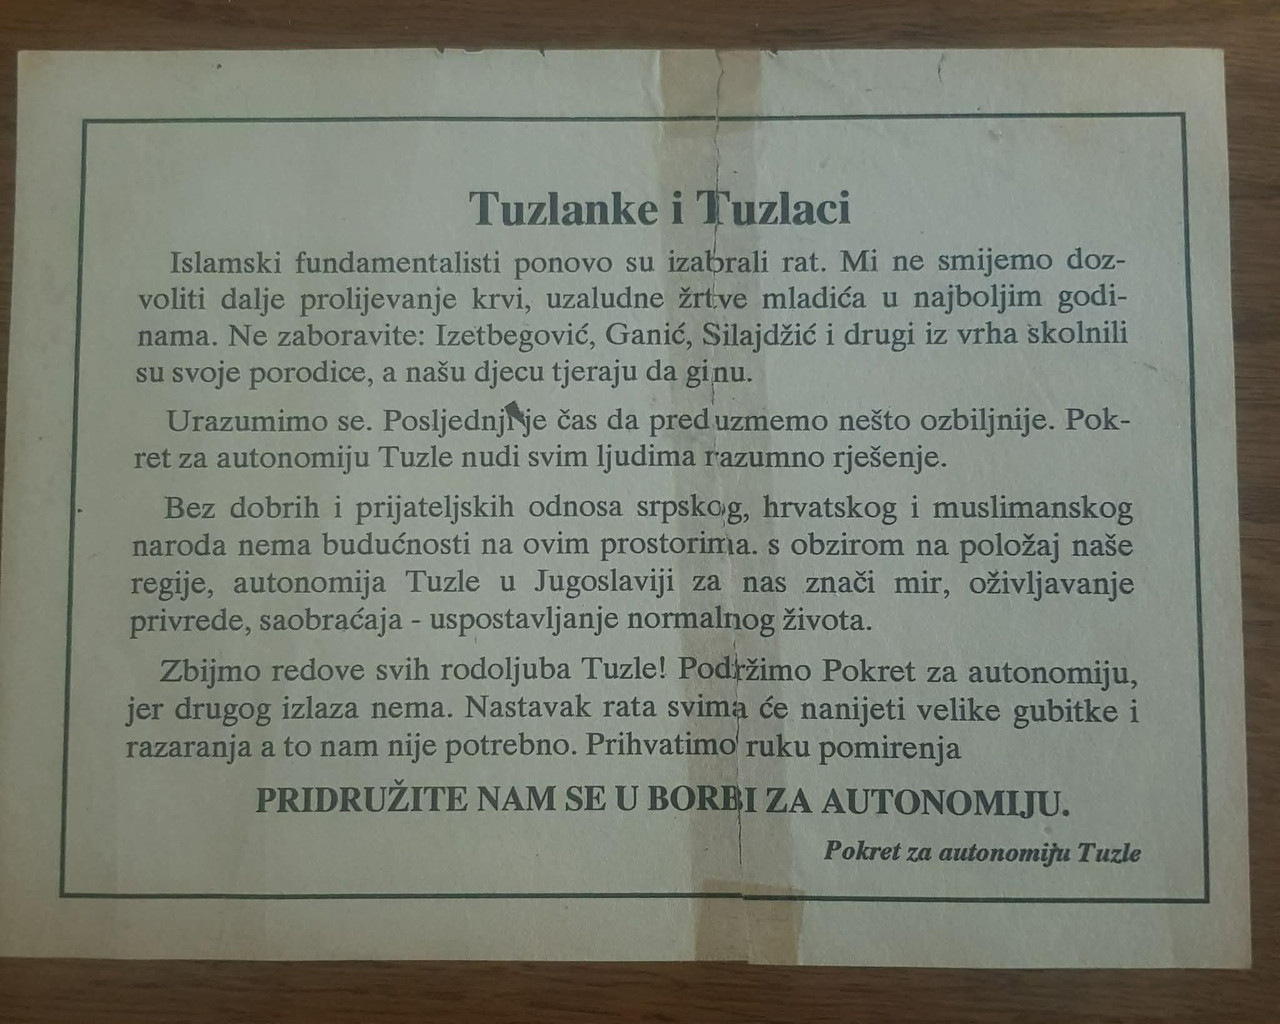 Tuzlanke i Tuzlaci
Islamski fundamentalisti ponovo su izabrali rat. Mi ne smijemo doz-
voliti dalje prolijevanje krvi, uzaludne žrtve mladića u najboljim godi-
nama. Ne zaboravite: Izetbegović, Ganić, Silajdžić i drugi iz vrha skolnili
su svoje porodice, a našu djecu tjeraju da ginu.
Urazumimo se. Posljednji je čas da preduzmemo nešto ozbiljnije. Pok-
ret za autonomiju Tuzle nudi svim ljudima razumno rješenje.
Bez dobrih i prijateljskih odnosa srpskog, hrvatskog i muslimanskog
naroda nema budućnosti na ovim prostorima. s obzirom na položaj naše
regije, autonomija Tuzle u Jugoslaviji za nas znači mir, oživljavanje
privrede, saobraćaja - uspostavljanje normalnog života.
Zbijmo redove svih rodoljuba Tuzle! Podržimo Pokret za autonomiju,
jer drugog izlaza nema. Nastavak rata svima će nanijeti velike gubitke i
razaranja a to nam nije potrebno. Prihvatimo ruku pomirenja
PRIDRUŽITE NAM SE U BORBI ZA AUTONOMIJU.
Pokret za autonomiju Tuzle